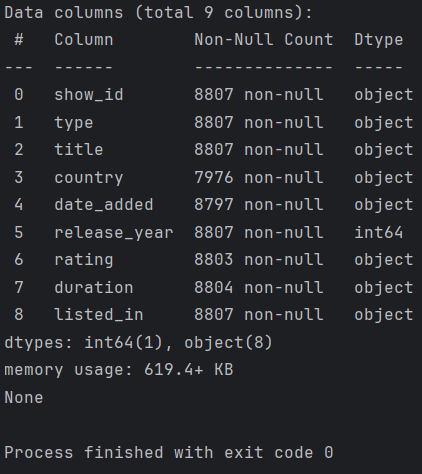 Data columns (total 9 columns):
 #   Column        Non-Null Count  Dtype
---  ------        --------------  -----
 0   show_id       8807 non-null   object
 1   type          8807 non-null   object
 2   title         8807 non-null   object
 3   country       7976 non-null   object
 4   date_added    8797 non-null   object
 5   release_year  8807 non-null   int64
 6   rating        8803 non-null   object
 7   duration      8804 non-null   object
 8   listed_in     8807 non-null   object
dtypes: int64(1), object(8)
memory usage: 619.4+ KB
None

Process finished with exit code 0